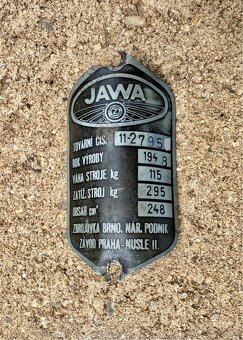 JAWA
TOVÁRNÍ ČÍS. 11-2795
ROK VÝROBY 1948
VÁHA STROJE kg 115
ZATÍŽ. STROJ kg 295
OBSAH cm³ 248
ZBROJOVKA BRNO, NÁR. PODNIK
ZÁVOD PRAHA-NUSLE II.